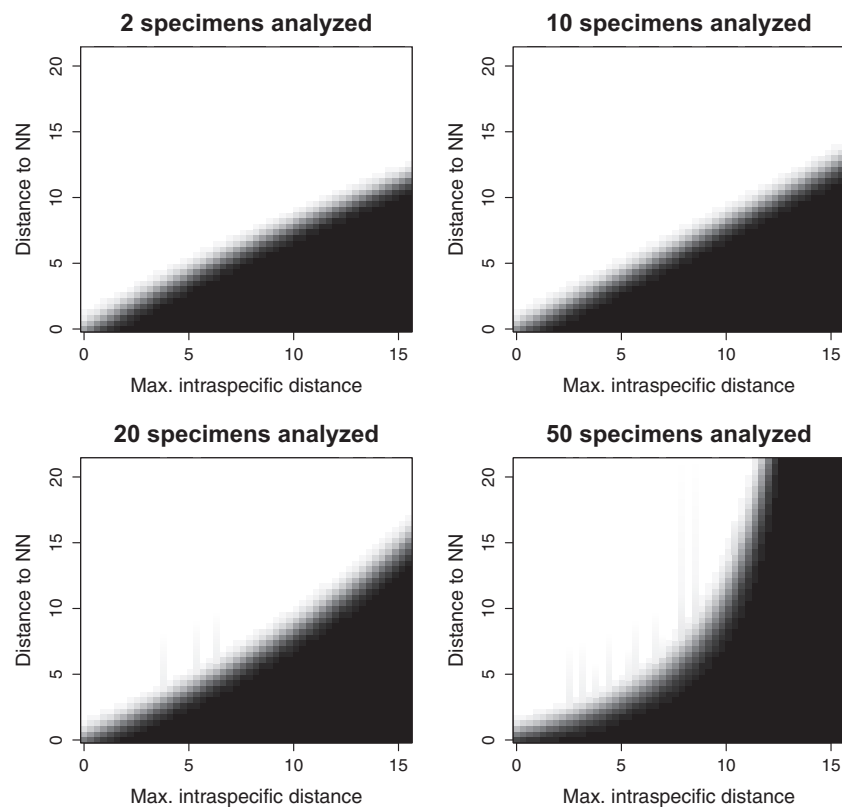 2 specimens analyzed
Distance to NN
20
15
10
5
0
0 5 10 15
Max. intraspecific distance
10 specimens analyzed
Distance to NN
20
15
10
5
0
0 5 10 15
Max. intraspecific distance
20 specimens analyzed
Distance to NN
20
15
10
5
0
0 5 10 15
Max. intraspecific distance
50 specimens analyzed
Distance to NN
20
15
10
5
0
0 5 10 15
Max. intraspecific distance